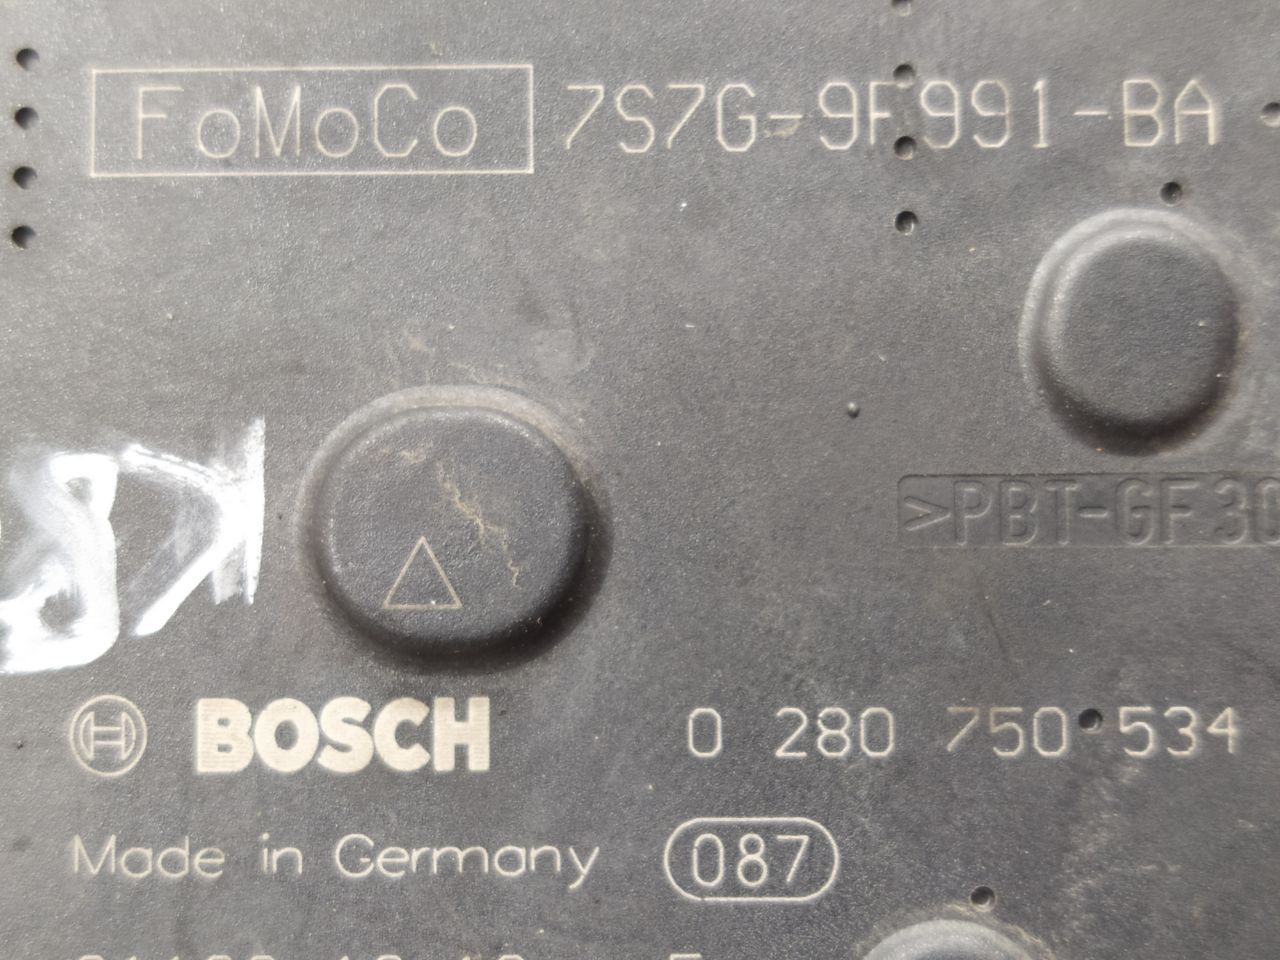 FoMoCo 7S7G-9F991-BA
>PBT-GF30
BOSCH 0 280 750 534
Made in Germany 087